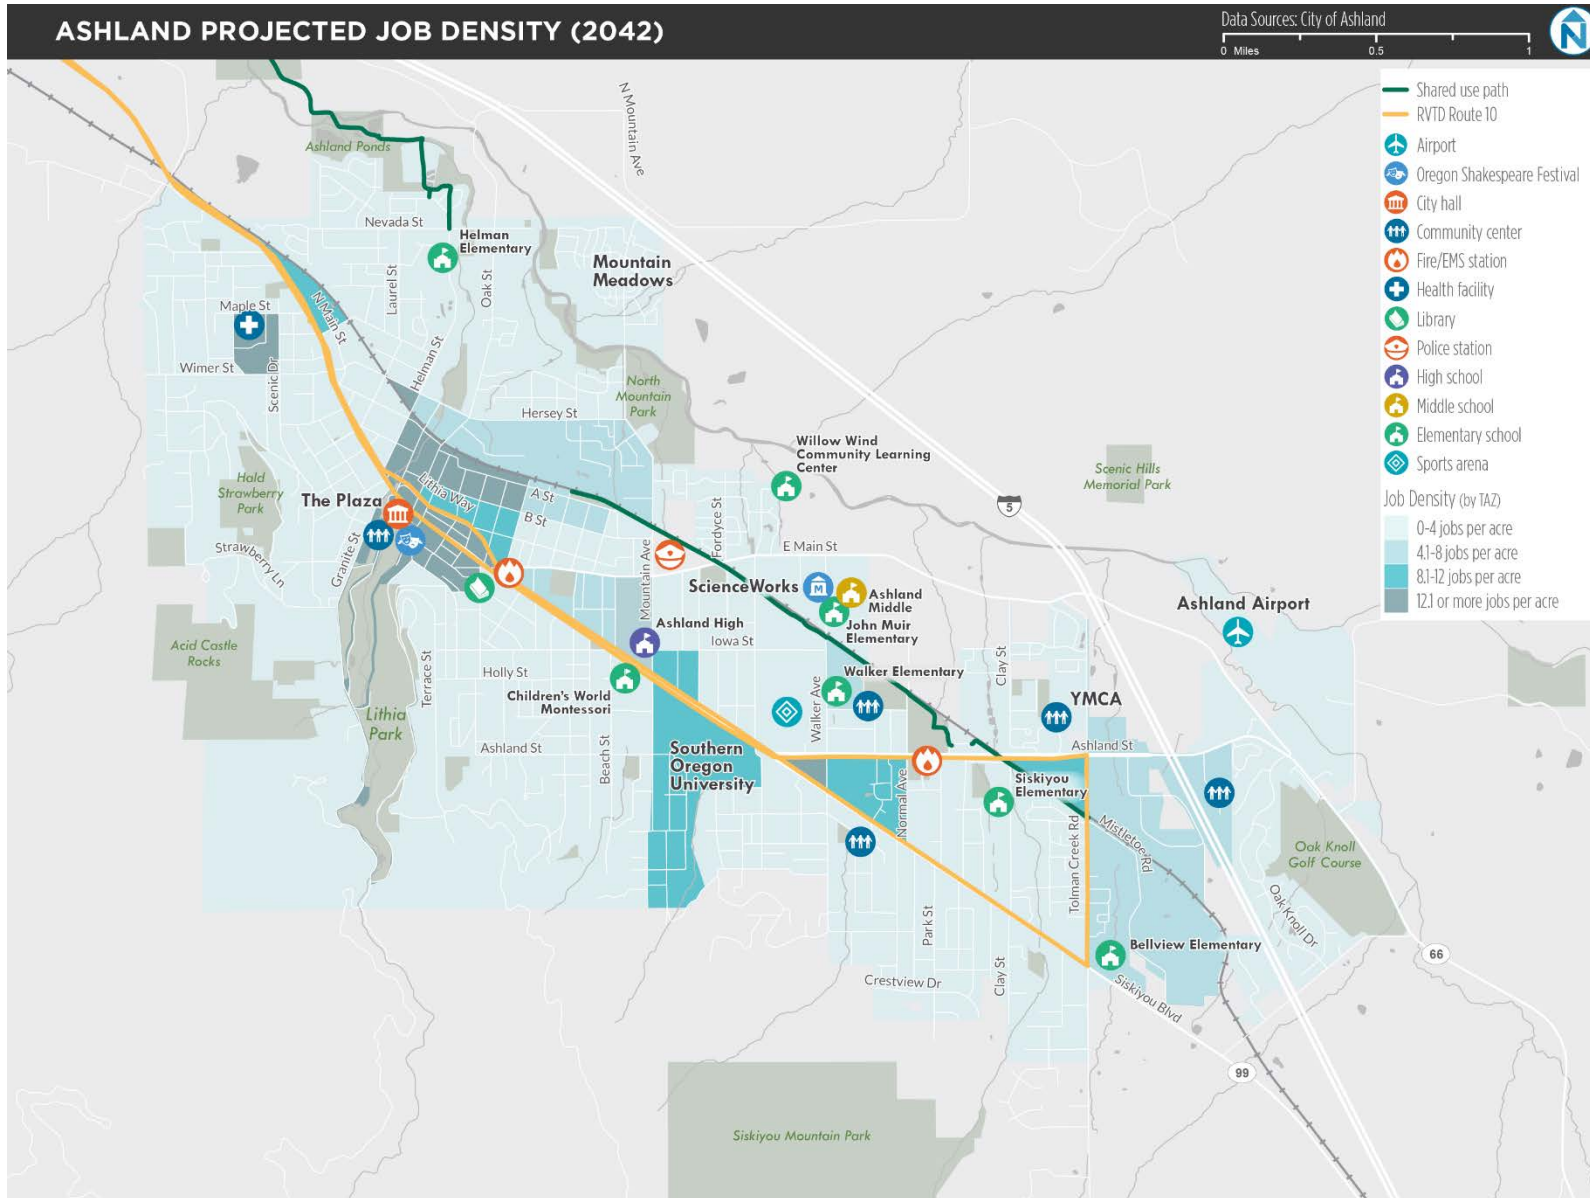 ASHLAND PROJECTED JOB DENSITY (2042)
Data Sources: City of Ashland
0 Miles
0.5
1
N
Shared use path
RVTD Route 10
Airport
Oregon Shakespeare Festival
City hall
Community center
Fire/EMS station
Health facility
Library
Police station
High school
Middle school
Elementary school
Sports arena
Job Density (by TAZ)
0-4 jobs per acre
4.1-8 jobs per acre
8.1-12 jobs per acre
12.1 or more jobs per acre
N Mountain Ave
Ashland Ponds
Nevada St
Helman
Elementary
Mountain
Meadows
Laurel St
Oak St
Maple St
N Main St
Wimer St
Scenic Dr
Helman St
North
Mountain
Park
Hersey St
Willow Wind
Community Learning
Center
Scenic Hills
Memorial Park
5
Hald
Strawberry
Park
The Plaza
Lithia Way
A St
B St
Fordyce St
E Main St
Strawberry Ln
Granite St
Mountain Ave
ScienceWorks
M
Ashland
Middle
John Muir
Elementary
Ashland Airport
Ashland High
Iowa St
Acid Castle
Rocks
Terrace St
Holly St
Walker Elementary
Clay St
Children's World
Montessori
Walker Ave
YMCA
Lithia
Park
Ashland St
Beach St
Southern
Oregon
University
Ashland St
Siskiyou
Elementary
Normal Ave
Tolman Creek Rd
Mistletoe Rd
Oak Knoll
Golf Course
Oak Knoll Dr
Park St
Clay St
Bellview Elementary
66
Crestview Dr
Siskiyou Blvd
99
Siskiyou Mountain Park